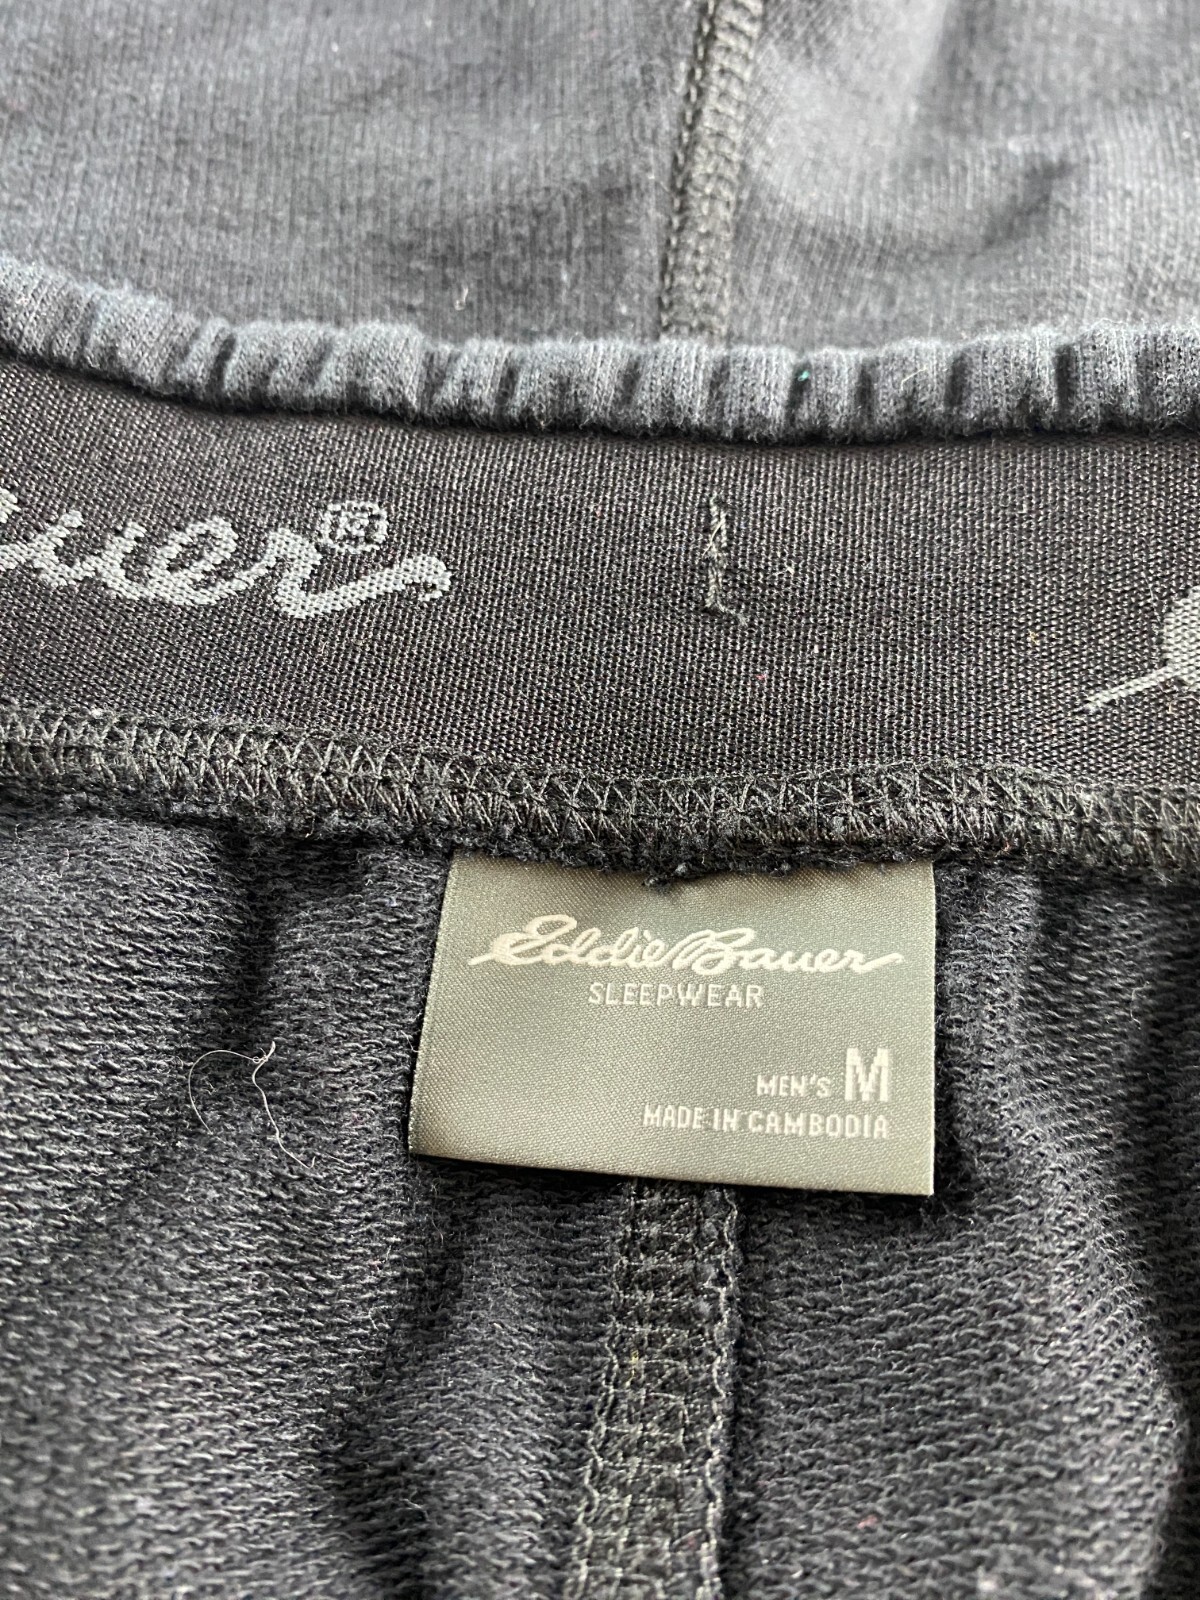 auer®
Eddie Bauer
SLEEPWEAR
MEN'S M
MADE IN CAMBODIA